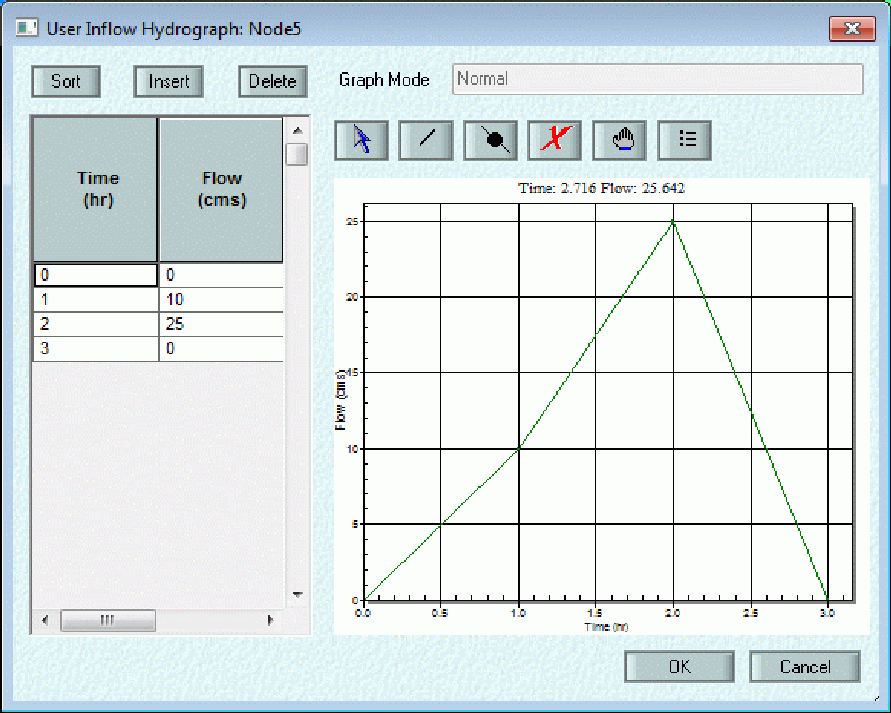 User Inflow Hydrograph: Node5
Sort Insert Delete Graph Mode Normal
Time (hr) Flow (cms)
0 0
1 10
2 25
3 0
Time: 2.716 Flow: 25.642
25
20
15
10
5
0
Flow (cms)
0.0 0.5 1.0 1.5 2.0 2.5 3.0
Time (hr)
OK Cancel